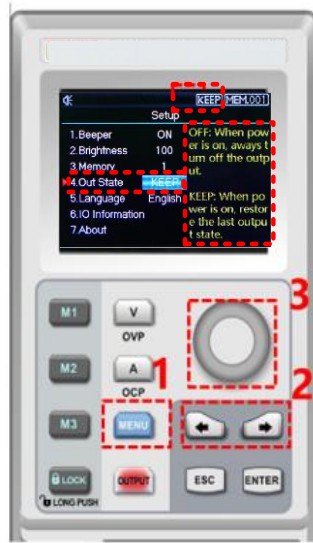 KEEP MEM.001
Setup
1.Beeper ON
2.Brightness 100
3.Memory 1
4.Out State KEEP
5.Language English
6.IO Information
7.About
OFF: When pow
er is on, aways t
urn off the outp
ut.
KEEP: When po
wer is on, restor
e the last outpu
t state.
3
M1
V
OVP
M2
A
1
OCP
2
M3
MENU
LOCK
OUTPUT
ESC
ENTER
LONG PUSH